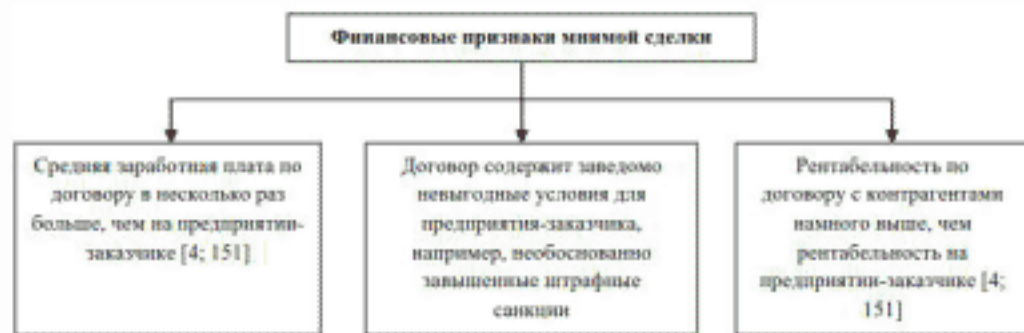 Финансовые признаки мнимой сделки
Средняя заработная плата по
договору в несколько раз
больше, чем на предприятии-
заказчике [4; 151]
Договор содержит заведомо
невыгодные условия для
предприятия-заказчика,
например, необоснованно
завышенные штрафные
санкции
Рентабельность по
договору с контрагентами
намного выше, чем
рентабельность на
предприятии-заказчике [4;
151]